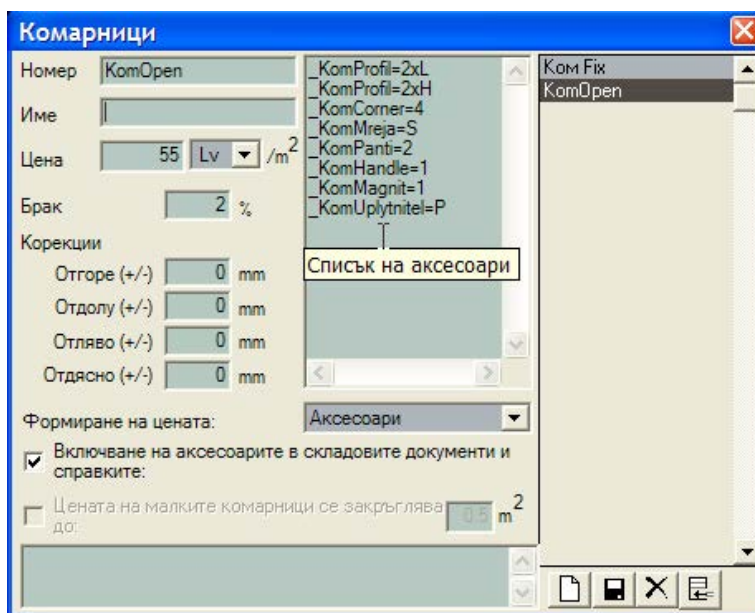 Комарници
Номер KomOpen
Име
Цена 55 Lv /m²
Брак 2 %
Корекции
Отгоре (+/-) 0 mm
Отдолу (+/-) 0 mm
Отляво (+/-) 0 mm
Отдясно (+/-) 0 mm
_KomProfil=2xL
_KomProfil=2xH
_KomCorner=4
_KomMreja=S
_KomPanti=2
_KomHandle=1
_KomMagnit=1
_KomUplytnitel=P
Списък на аксесоари
Формиране на цената: Аксесоари
Включване на аксесоарите в складовите документи и
справките:
Цената на малките комарници се закръглява
до: 0.5 m²
Ком Fix
KomOpen